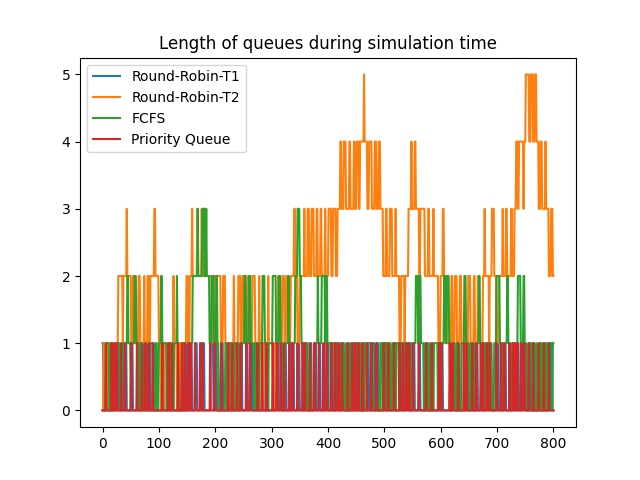 Length of queues during simulation time
Round-Robin-T1
Round-Robin-T2
FCFS
Priority Queue
5
4
3
2
1
0
0 100 200 300 400 500 600 700 800